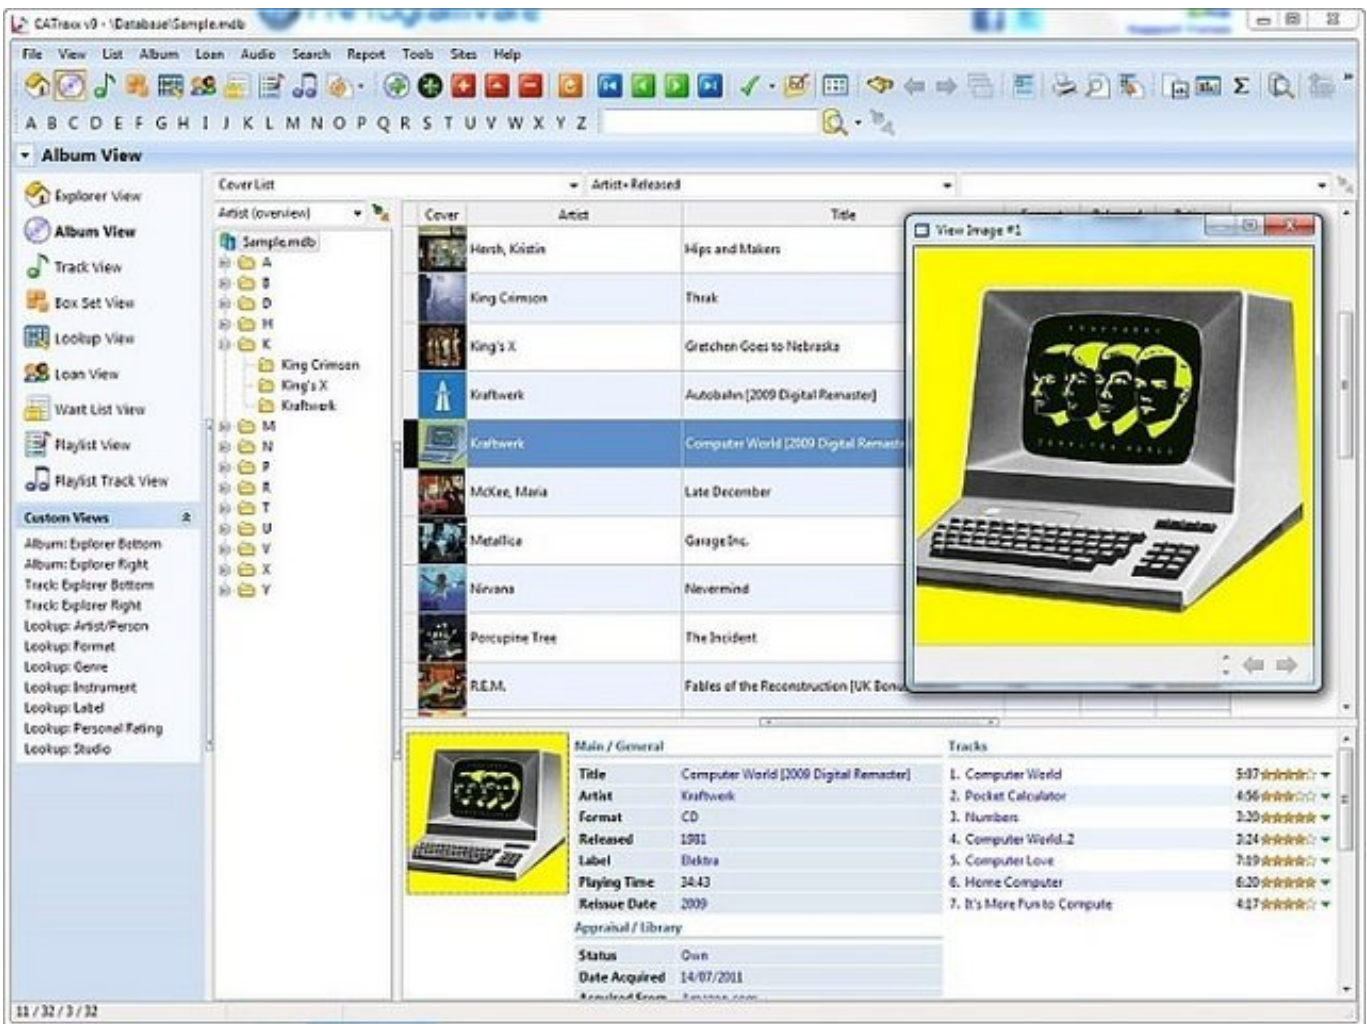 CATraxx v9 - \Database\Sample.mdb
File View List Album Loan Audio Search Report Tools Sites Help
A B C D E F G H I J K L M N O P Q R S T U V W X Y Z
Album View
Explorer View
Album View
Track View
Box Set View
Lookup View
Loan View
Want List View
Playlist View
Playlist Track View
Custom Views
Album: Explorer Bottom
Album: Explorer Right
Track: Explorer Bottom
Track: Explorer Right
Lookup: Artist/Person
Lookup: Format
Lookup: Genre
Lookup: Instrument
Lookup: Label
Lookup: Personal Rating
Lookup: Studio
Cover List
Artist+Released
Artist (overview)
Sample.mdb
A
B
D
H
K
King Crimson
King's X
Kraftwerk
M
N
P
R
T
U
V
X
Y
Cover Artist Title
Hersh, Kristin Hips and Makers
King Crimson Thrak
King's X Gretchen Goes to Nebraska
Kraftwerk Autobahn [2009 Digital Remaster]
Kraftwerk Computer World [2009 Digital Remaste
McKee, Maria Late December
Metallica Garage Inc.
Nirvana Nevermind
Porcupine Tree The Incident
R.E.M. Fables of the Reconstruction [UK Bonu
View Image #1
KRAFTWERK
COMPUTER WORLD
Main / General
Title Computer World [2009 Digital Remaster]
Artist Kraftwerk
Format CD
Released 1981
Label Elektra
Playing Time 34:43
Reissue Date 2009
Appraisal / Library
Status Own
Date Acquired 14/07/2011
Acquired From Amazon.com
Tracks
1. Computer World 5:07
2. Pocket Calculator 4:56
3. Numbers 3:20
4. Computer World..2 3:24
5. Computer Love 7:19
6. Home Computer 6:20
7. It's More Fun to Compute 4:17
11 / 32 / 3 / 32